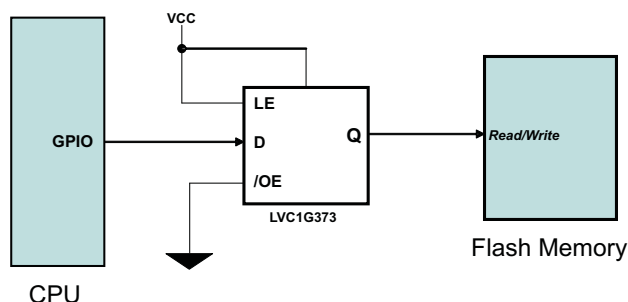 VCC
LE
GPIO
D
Q
Read/Write
/OE
LVC1G373
Flash Memory
CPU